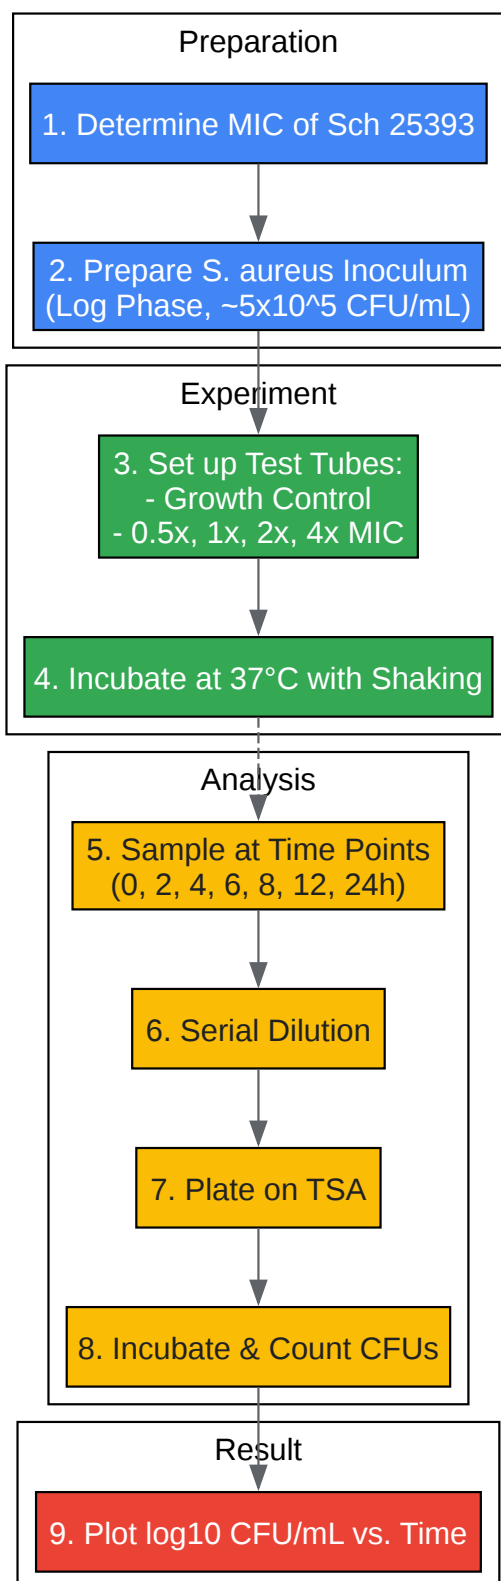 Preparation
1. Determine MIC of Sch 25393
2. Prepare S. aureus Inoculum
(Log Phase, ~5x10^5 CFU/mL)
Experiment
3. Set up Test Tubes:
- Growth Control
- 0.5x, 1x, 2x, 4x MIC
4. Incubate at 37°C with Shaking
Analysis
5. Sample at Time Points
(0, 2, 4, 6, 8, 12, 24h)
6. Serial Dilution
7. Plate on TSA
8. Incubate & Count CFUs
Result
9. Plot log10 CFU/mL vs. Time